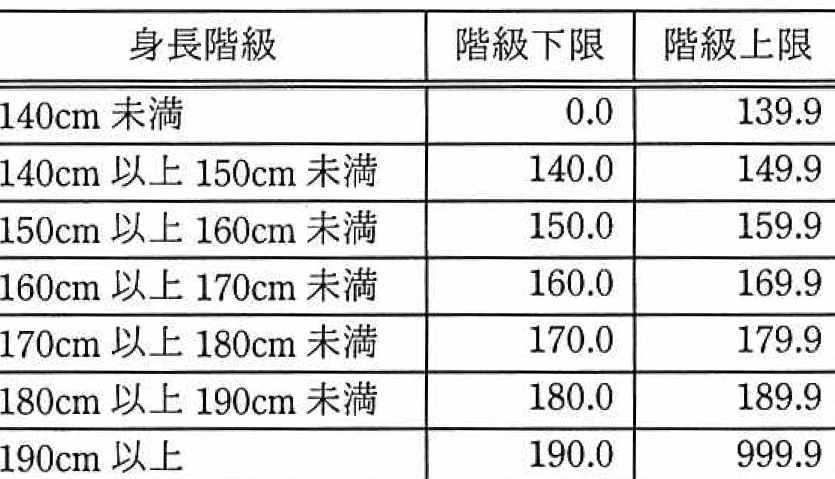 身長階級 階級下限 階級上限
140cm 未満 0.0 139.9
140cm 以上 150cm 未満 140.0 149.9
150cm 以上 160cm 未満 150.0 159.9
160cm 以上 170cm 未満 160.0 169.9
170cm 以上 180cm 未満 170.0 179.9
180cm 以上 190cm 未満 180.0 189.9
190cm 以上 190.0 999.9